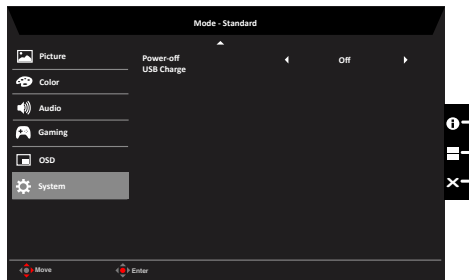 Mode - Standard
Picture
Power-off
USB Charge
Off
Color
Audio
Gaming
OSD
System
Move
Enter